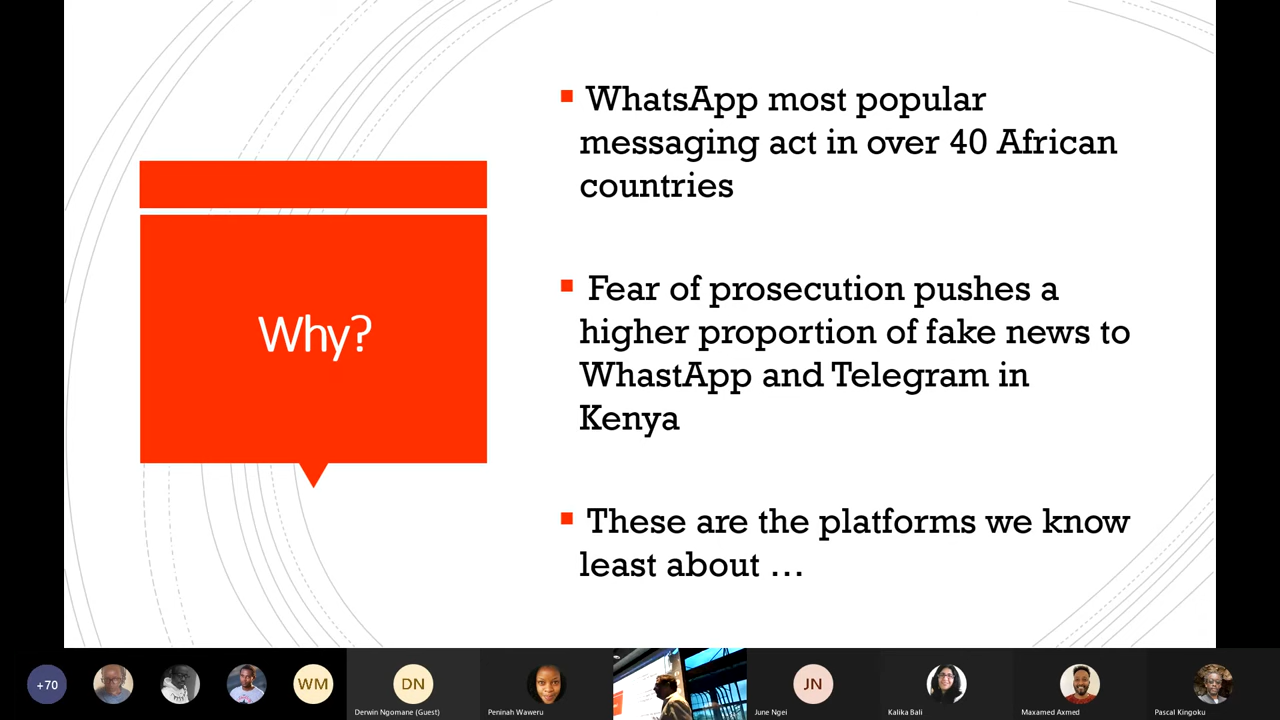 WhatsApp most popular
messaging act in over 40 African
countries
Why?
Fear of prosecution pushes a
higher proportion of fake news to
WhastApp and Telegram in
Kenya
These are the platforms we know
least about ...
+70
WM
DN
JN
Derwin Ngomane (Guest)
Peninah Waweru
June Ngei
Kalika Bali
Maxamed Axmed
Pascal Kingoku